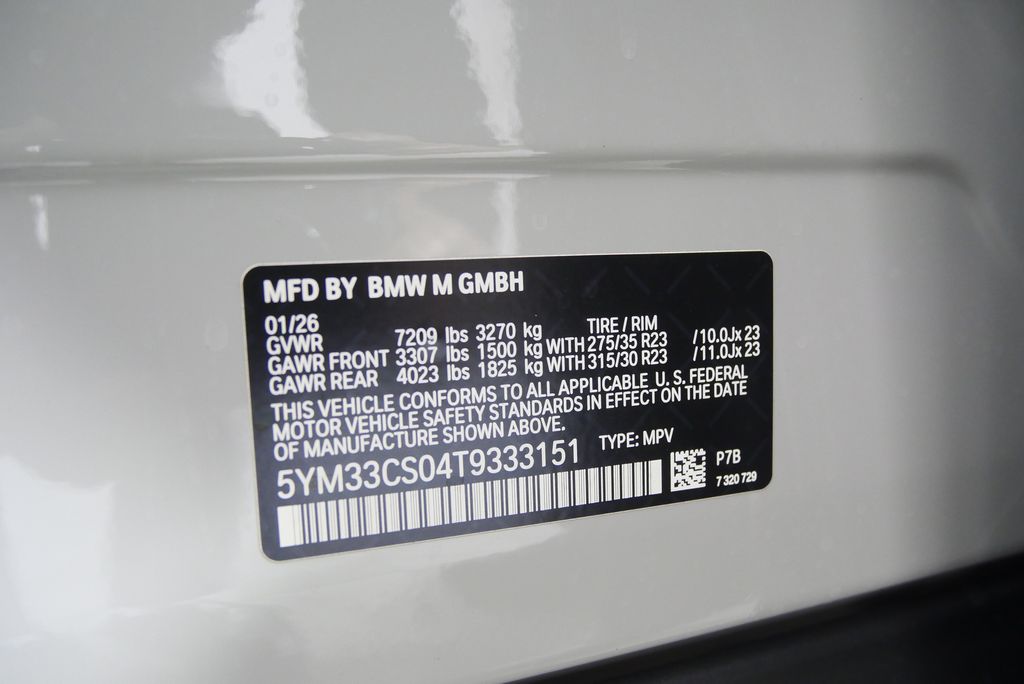 MFD BY BMW M GMBH
01/26 TIRE / RIM
GVWR 7209 lbs 3270 kg
GAWR FRONT 3307 lbs 1500 kg WITH 275/35 R23 /10.0Jx 23
GAWR REAR 4023 lbs 1825 kg WITH 315/30 R23 /11.0Jx 23
THIS VEHICLE CONFORMS TO ALL APPLICABLE U.S. FEDERAL
MOTOR VEHICLE SAFETY STANDARDS IN EFFECT ON THE DATE
OF MANUFACTURE SHOWN ABOVE.
TYPE: MPV
5YM33CS04T9333151
P7B
7 320 729